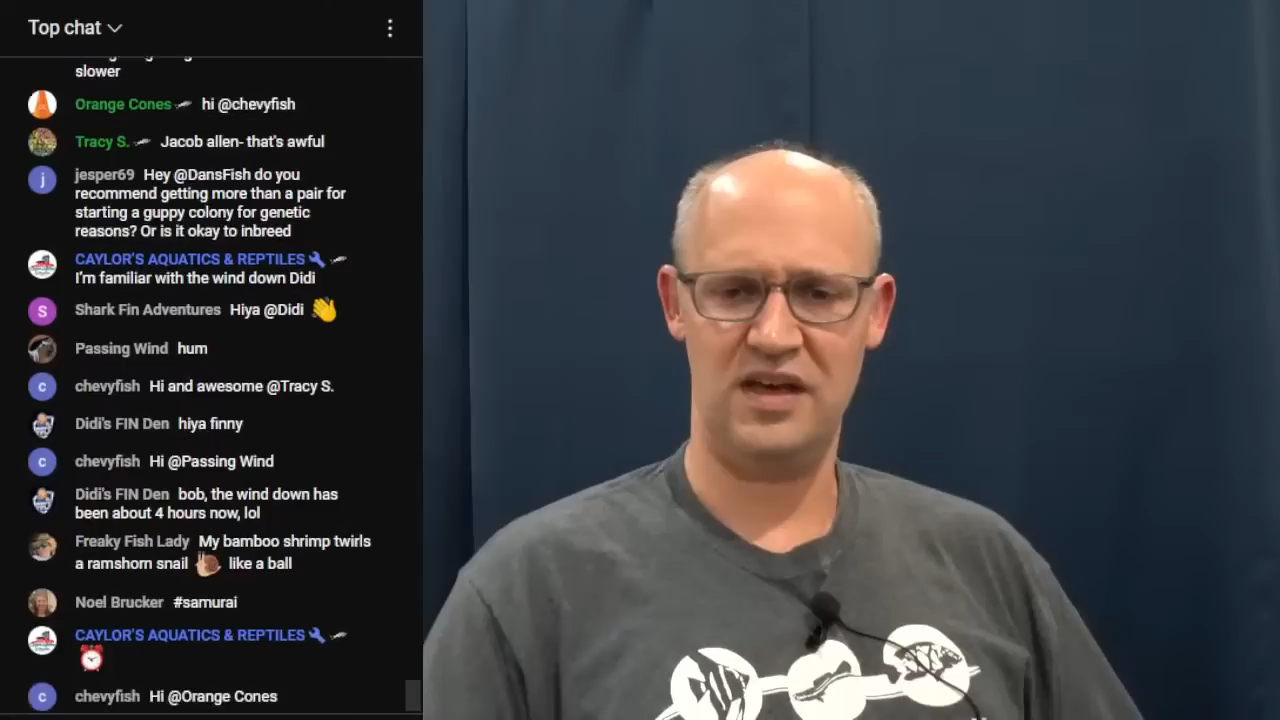 Top chat
slower
Orange Cones hi @chevyfish
Tracy S. Jacob allen- that's awful
jesper69 Hey @DansFish do you
recommend getting more than a pair for
starting a guppy colony for genetic
reasons? Or is it okay to inbreed
CAYLOR'S AQUATICS & REPTILES
I'm familiar with the wind down Didi
Shark Fin Adventures Hiya @Didi
Passing Wind hum
chevyfish Hi and awesome @Tracy S.
Didi's FIN Den hiya finny
chevyfish Hi @Passing Wind
Didi's FIN Den bob, the wind down has
been about 4 hours now, lol
Freaky Fish Lady My bamboo shrimp twirls
a ramshorn snail like a ball
Noel Brucker #samurai
CAYLOR'S AQUATICS & REPTILES
chevyfish Hi @Orange Cones
j
S
c
c
c